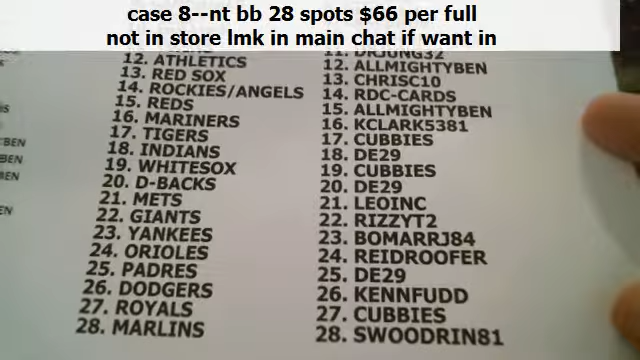 case 8--nt bb 28 spots $66 per full
not in store lmk in main chat if want in
12. ATHLETICS
13. RED SOX
14. ROCKIES/ANGELS
15. REDS
16. MARINERS
17. TIGERS
18. INDIANS
19. WHITESOX
20. D-BACKS
21. METS
22. GIANTS
23. YANKEES
24. ORIOLES
25. PADRES
26. DODGERS
27. ROYALS
28. MARLINS
11. DRJUNG32
12. ALLMIGHTYBEN
13. CHRISC10
14. RDC-CARDS
15. ALLMIGHTYBEN
16. KCLARK5381
17. CUBBIES
18. DE29
19. CUBBIES
20. DE29
21. LEOINC
22. RIZZYT2
23. BOMARRJ84
24. REIDROOFER
25. DE29
26. KENNFUDD
27. CUBBIES
28. SWOODRIN81